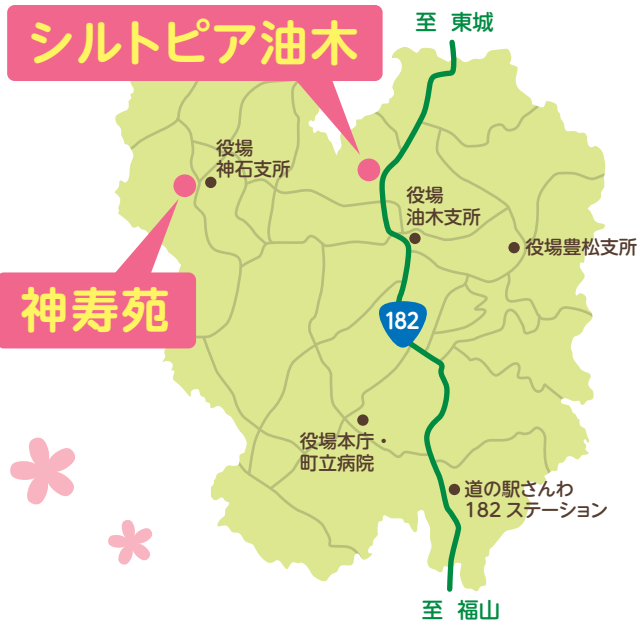 シルトピア油木
至 東城
役場
神石支所
役場
油木支所
役場豊松支所
神寿苑
182
役場本庁・
町立病院
道の駅さんわ
182 ステーション
至 福山